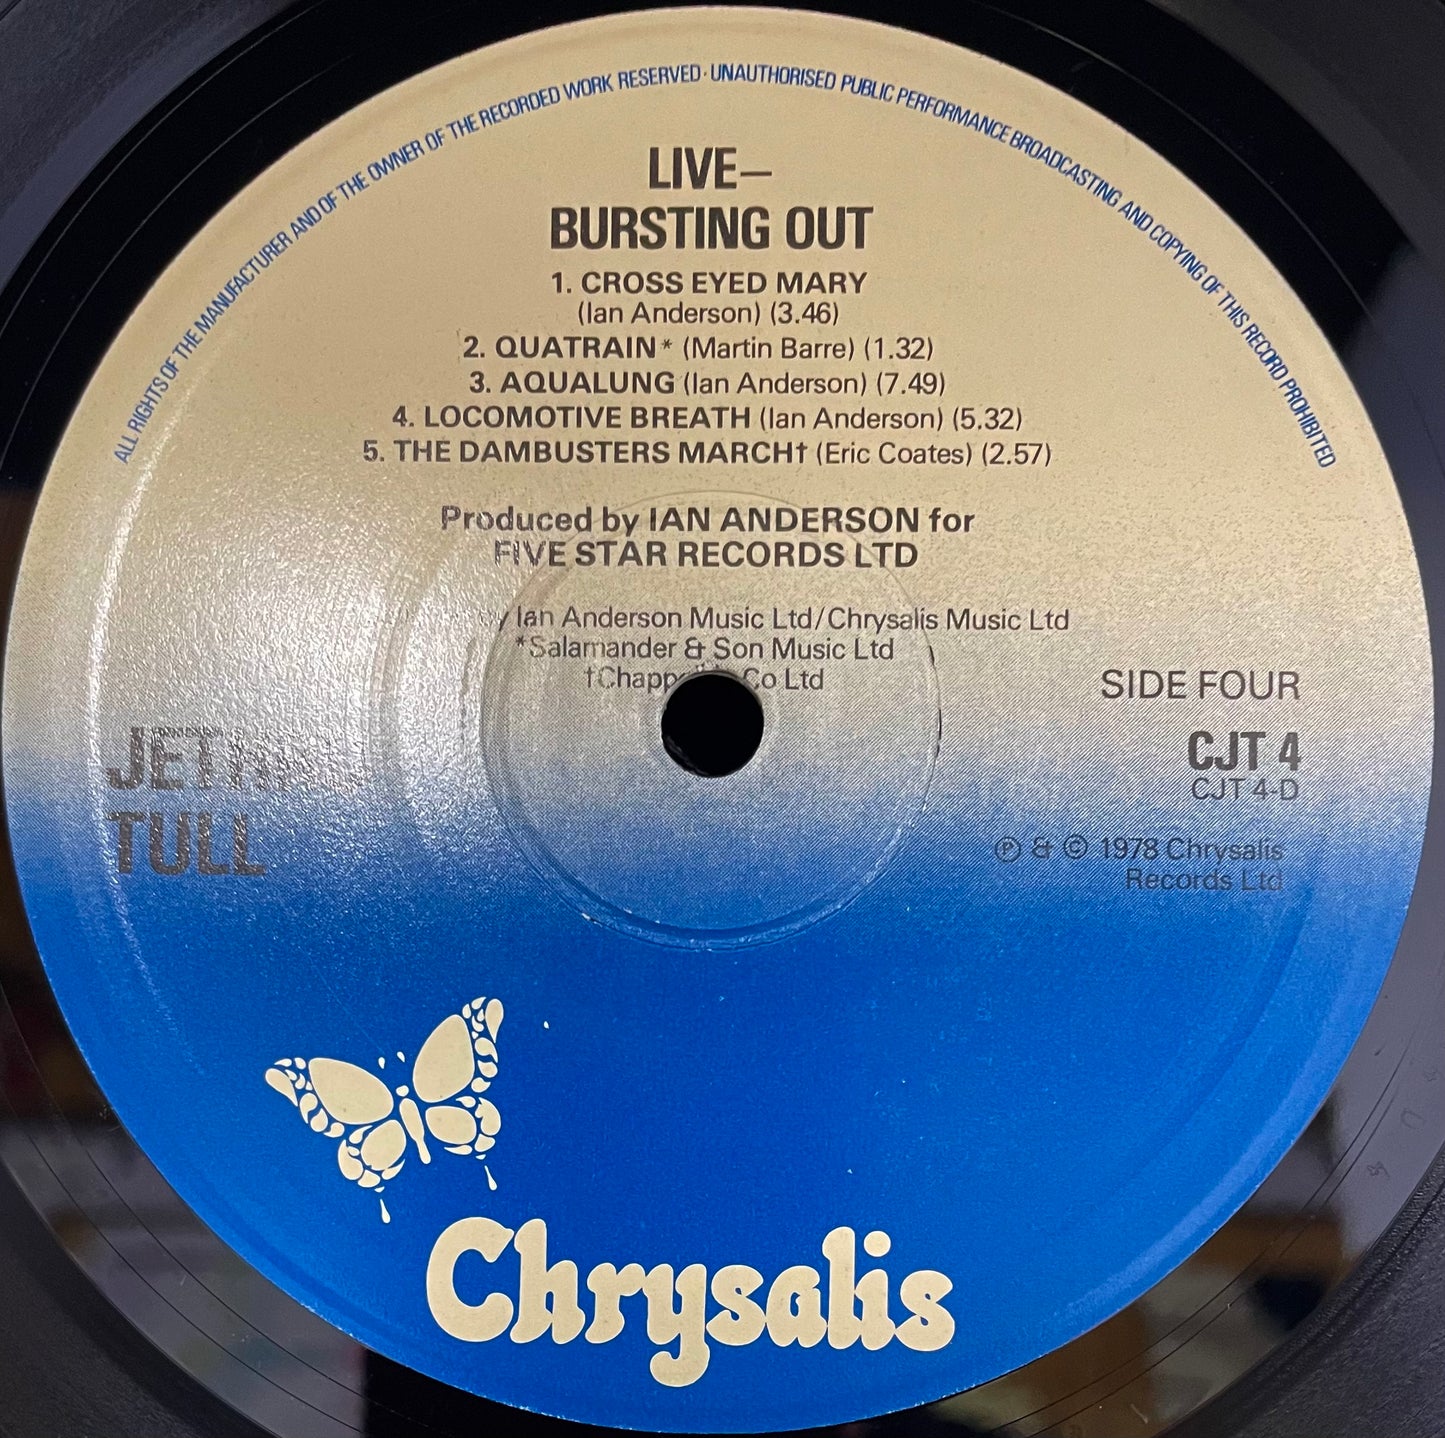 ALL RIGHTS OF THE MANUFACTURER AND OF THE OWNER OF THE RECORDED WORK RESERVED · UNAUTHORISED PUBLIC PERFORMANCE BROADCASTING AND COPYING OF THIS RECORD PROHIBITED
LIVE—
BURSTING OUT
1. CROSS EYED MARY
(Ian Anderson) (3.46)
2. QUATRAIN* (Martin Barre) (1.32)
3. AQUALUNG (Ian Anderson) (7.49)
4. LOCOMOTIVE BREATH (Ian Anderson) (5.32)
5. THE DAMBUSTERS MARCH† (Eric Coates) (2.57)
Produced by IAN ANDERSON for
FIVE STAR RECORDS LTD
Ian Anderson Music Ltd/Chrysalis Music Ltd
*Salamander & Son Music Ltd
Co Ltd
SIDE FOUR
CJT 4
CJT 4-D
℗ & © 1978 Chrysalis
Records Ltd
JETHRO
TULL
Chrysalis